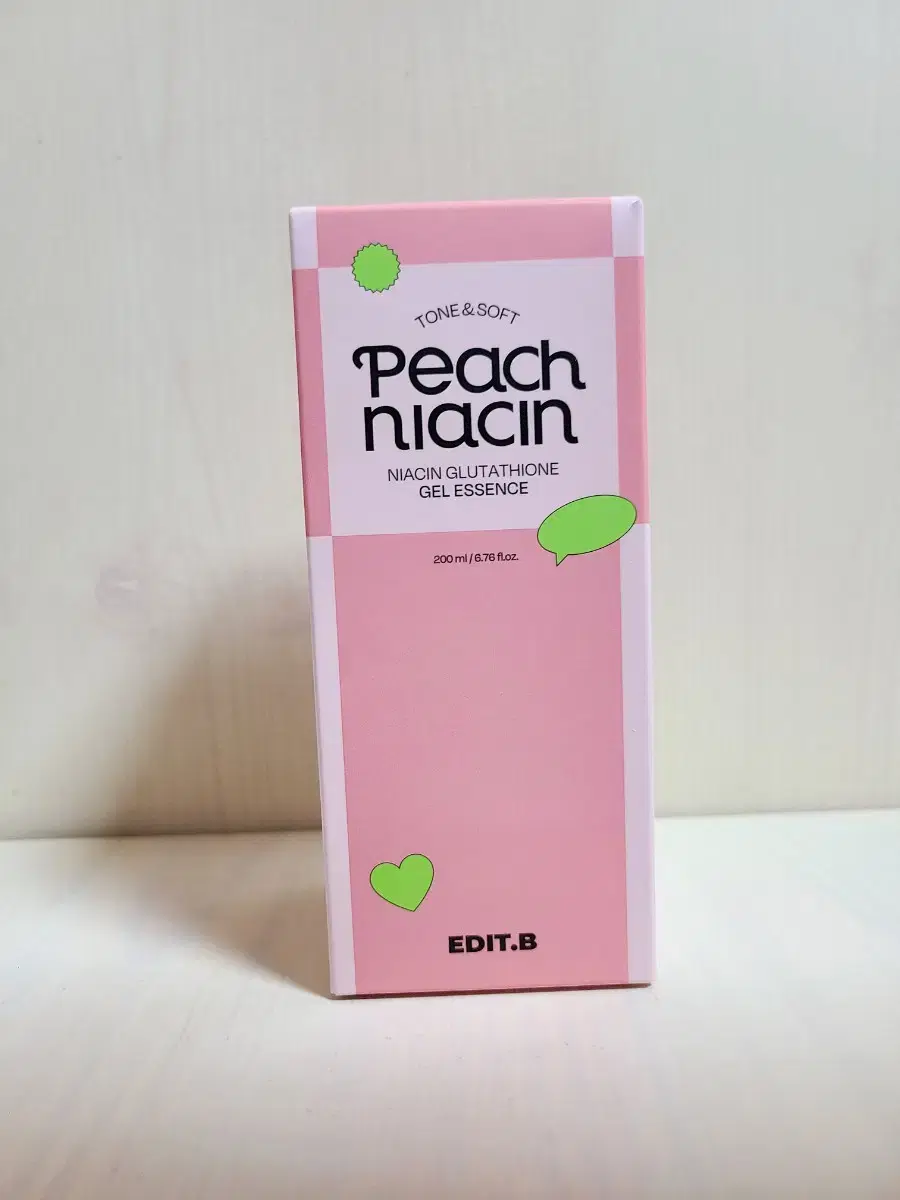 TONE&SOFT
Peach
niacin
NIACIN GLUTATHIONE
GEL ESSENCE
200 ml / 6.76 fl.oz.
EDIT.B